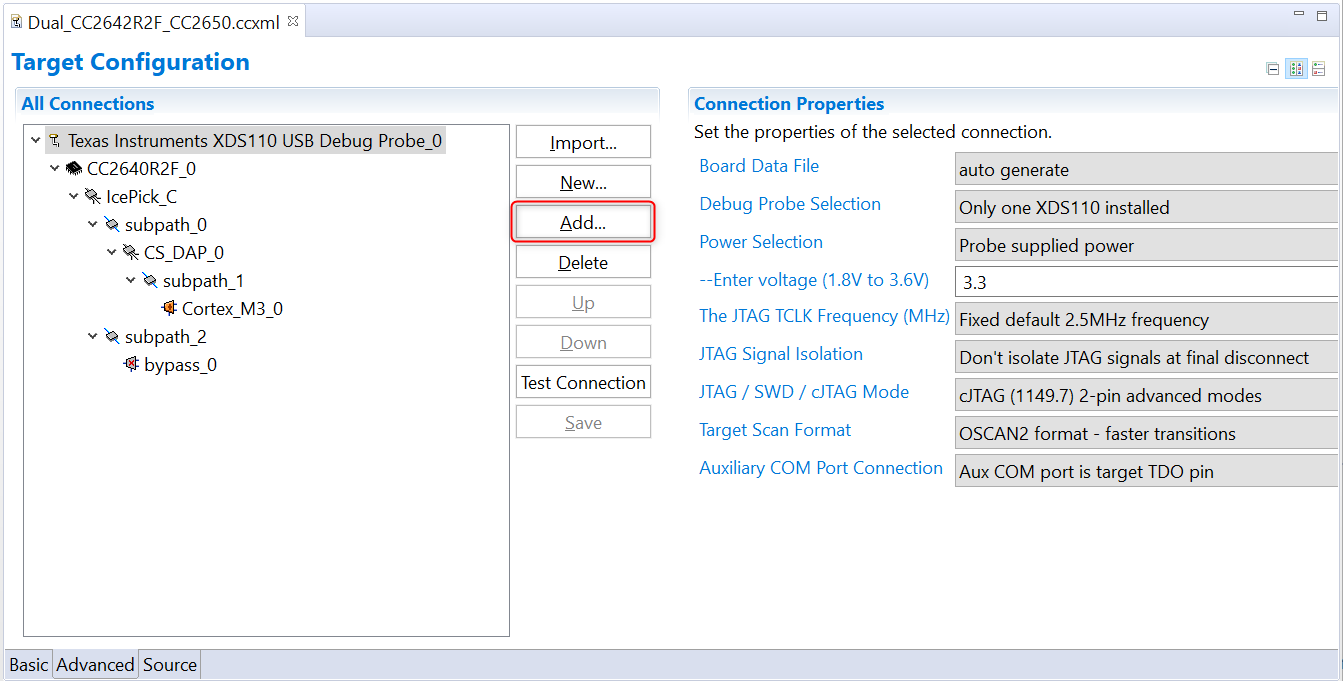 Dual_CC2642R2F_CC2650.ccxml
Target Configuration
All Connections
Texas Instruments XDS110 USB Debug Probe_0
CC2640R2F_0
IcePick_C
subpath_0
CS_DAP_0
subpath_1
Cortex_M3_0
subpath_2
bypass_0
Import...
New...
Add...
Delete
Up
Down
Test Connection
Save
Connection Properties
Set the properties of the selected connection.
Board Data File auto generate
Debug Probe Selection Only one XDS110 installed
Power Selection Probe supplied power
--Enter voltage (1.8V to 3.6V) 3.3
The JTAG TCLK Frequency (MHz) Fixed default 2.5MHz frequency
JTAG Signal Isolation Don't isolate JTAG signals at final disconnect
JTAG / SWD / cJTAG Mode cJTAG (1149.7) 2-pin advanced modes
Target Scan Format OSCAN2 format - faster transitions
Auxiliary COM Port Connection Aux COM port is target TDO pin
Basic Advanced Source